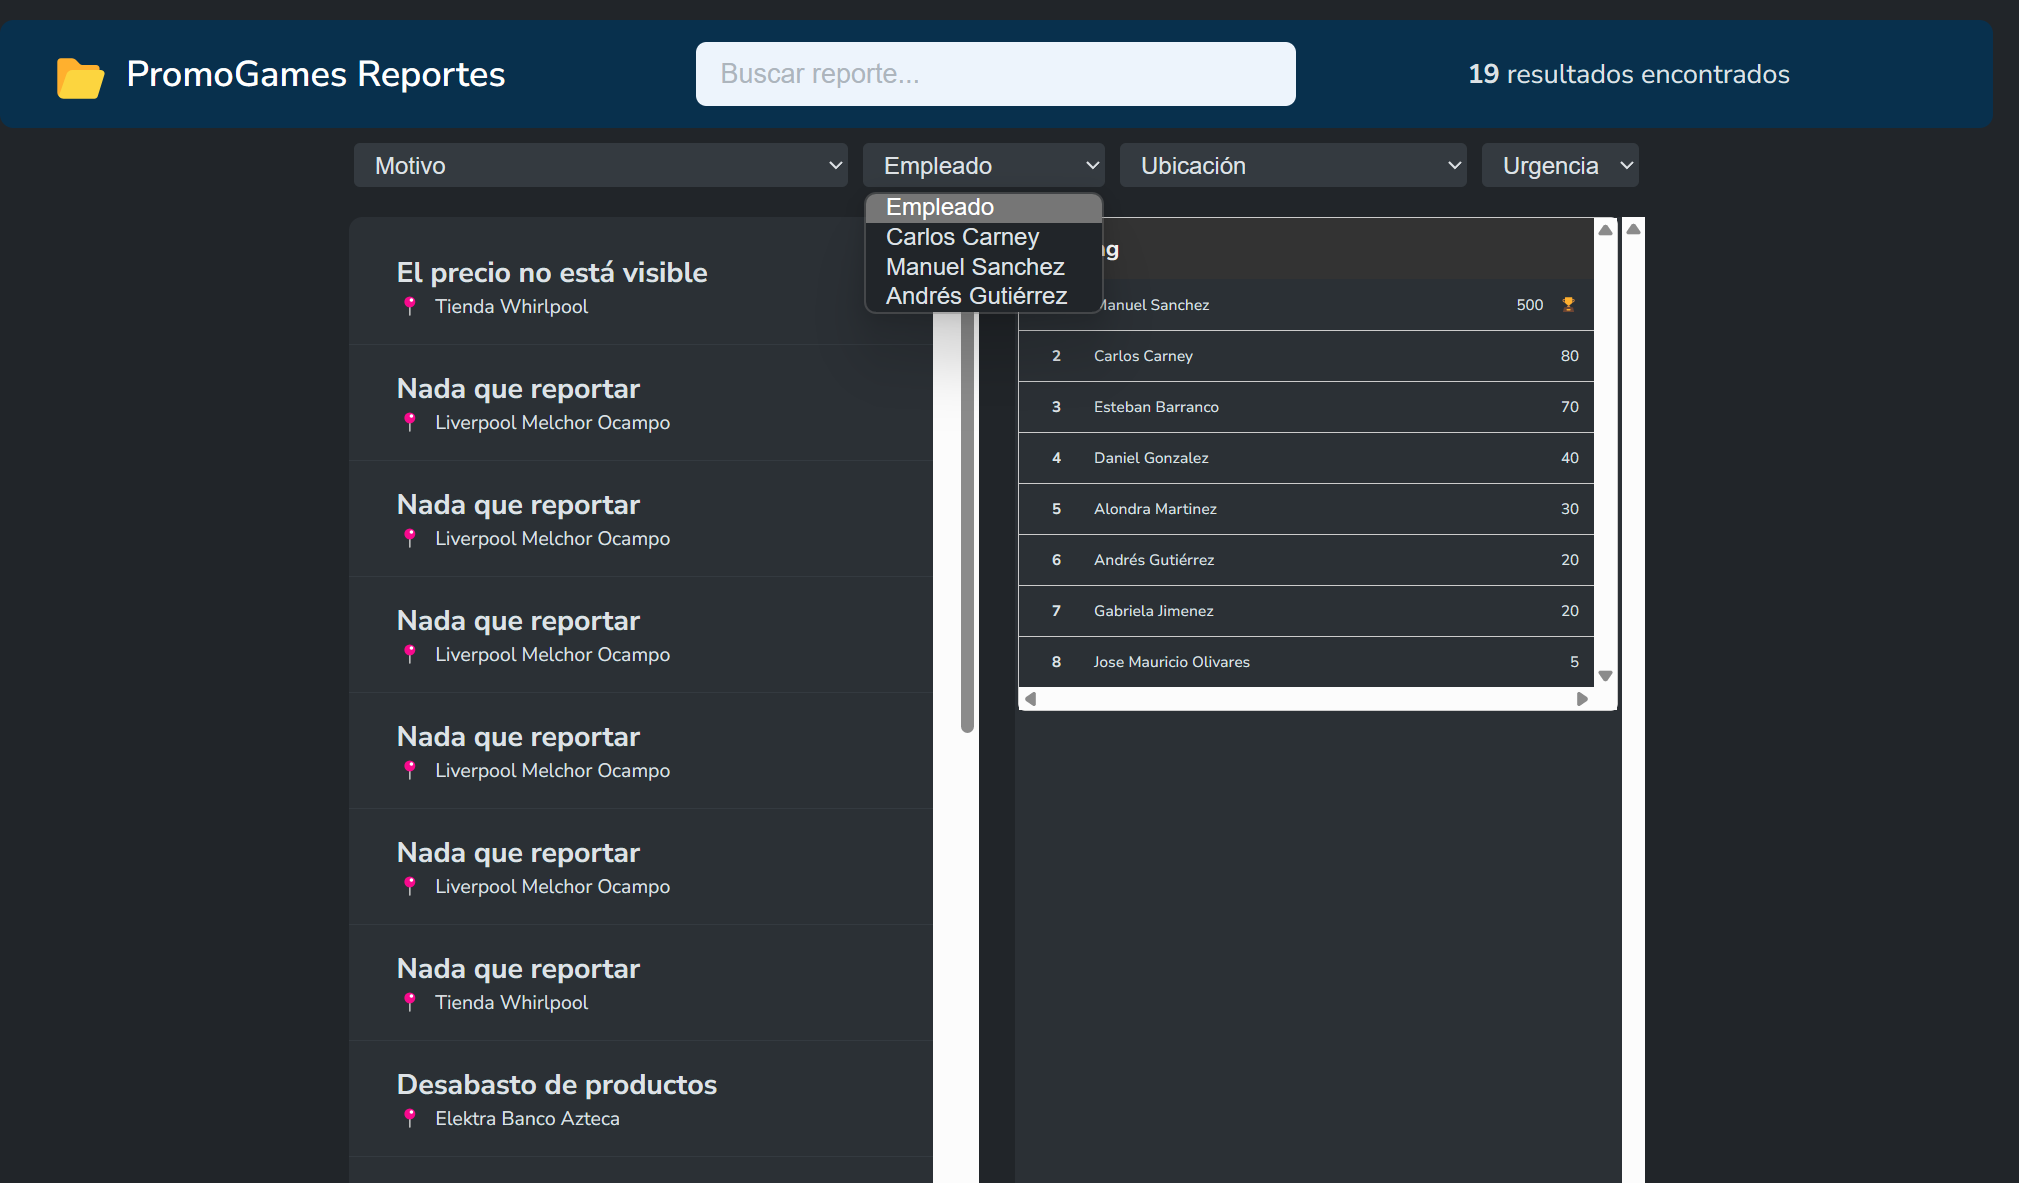 PromoGames Reportes
Buscar reporte...
19 resultados encontrados
Motivo
Empleado
Ubicación
Urgencia
Empleado
Carlos Carney
Manuel Sanchez
Andrés Gutiérrez
El precio no está visible
Tienda Whirlpool
Nada que reportar
Liverpool Melchor Ocampo
Nada que reportar
Liverpool Melchor Ocampo
Nada que reportar
Liverpool Melchor Ocampo
Nada que reportar
Liverpool Melchor Ocampo
Nada que reportar
Liverpool Melchor Ocampo
Nada que reportar
Tienda Whirlpool
Desabasto de productos
Elektra Banco Azteca
Manuel Sanchez 500
2 Carlos Carney 80
3 Esteban Barranco 70
4 Daniel Gonzalez 40
5 Alondra Martinez 30
6 Andrés Gutiérrez 20
7 Gabriela Jimenez 20
8 Jose Mauricio Olivares 5